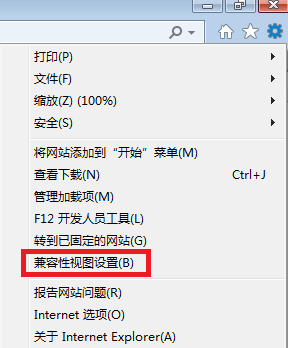 打印(P)
文件(F)
缩放(Z) (100%)
安全(S)
将网站添加到“开始”菜单(M)
查看下载(N) Ctrl+J
管理加载项(M)
F12 开发人员工具(L)
转到已固定的网站(G)
兼容性视图设置(B)
报告网站问题(R)
Internet 选项(O)
关于 Internet Explorer(A)